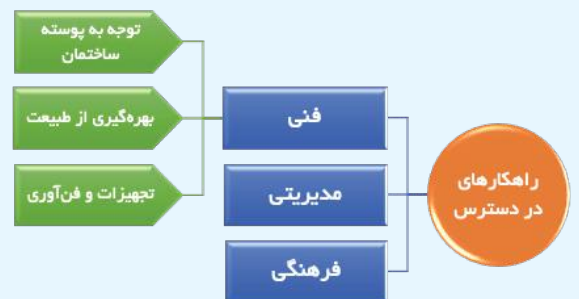 راهکارهای
در دسترس
فنی
مدیریتی
فرهنگی
توجه به پوسته
ساختمان
بهره‌گیری از طبیعت
تجهیزات و فن‌آوری